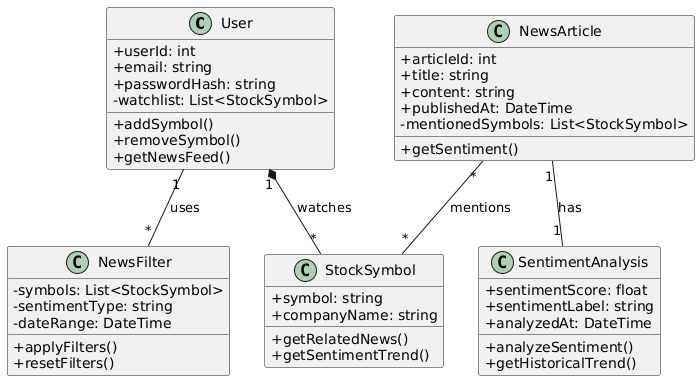 C User
+userId: int
+email: string
+passwordHash: string
-watchlist: List<StockSymbol>
+addSymbol()
+removeSymbol()
+getNewsFeed()
C NewsArticle
+articleId: int
+title: string
+content: string
+publishedAt: DateTime
-mentionedSymbols: List<StockSymbol>
+getSentiment()
1
uses
*
1
watches
*
*
mentions
*
1
has
1
C NewsFilter
-symbols: List<StockSymbol>
-sentimentType: string
-dateRange: DateTime
+applyFilters()
+resetFilters()
C StockSymbol
+symbol: string
+companyName: string
+getRelatedNews()
+getSentimentTrend()
C SentimentAnalysis
+sentimentScore: float
+sentimentLabel: string
+analyzedAt: DateTime
+analyzeSentiment()
+getHistoricalTrend()